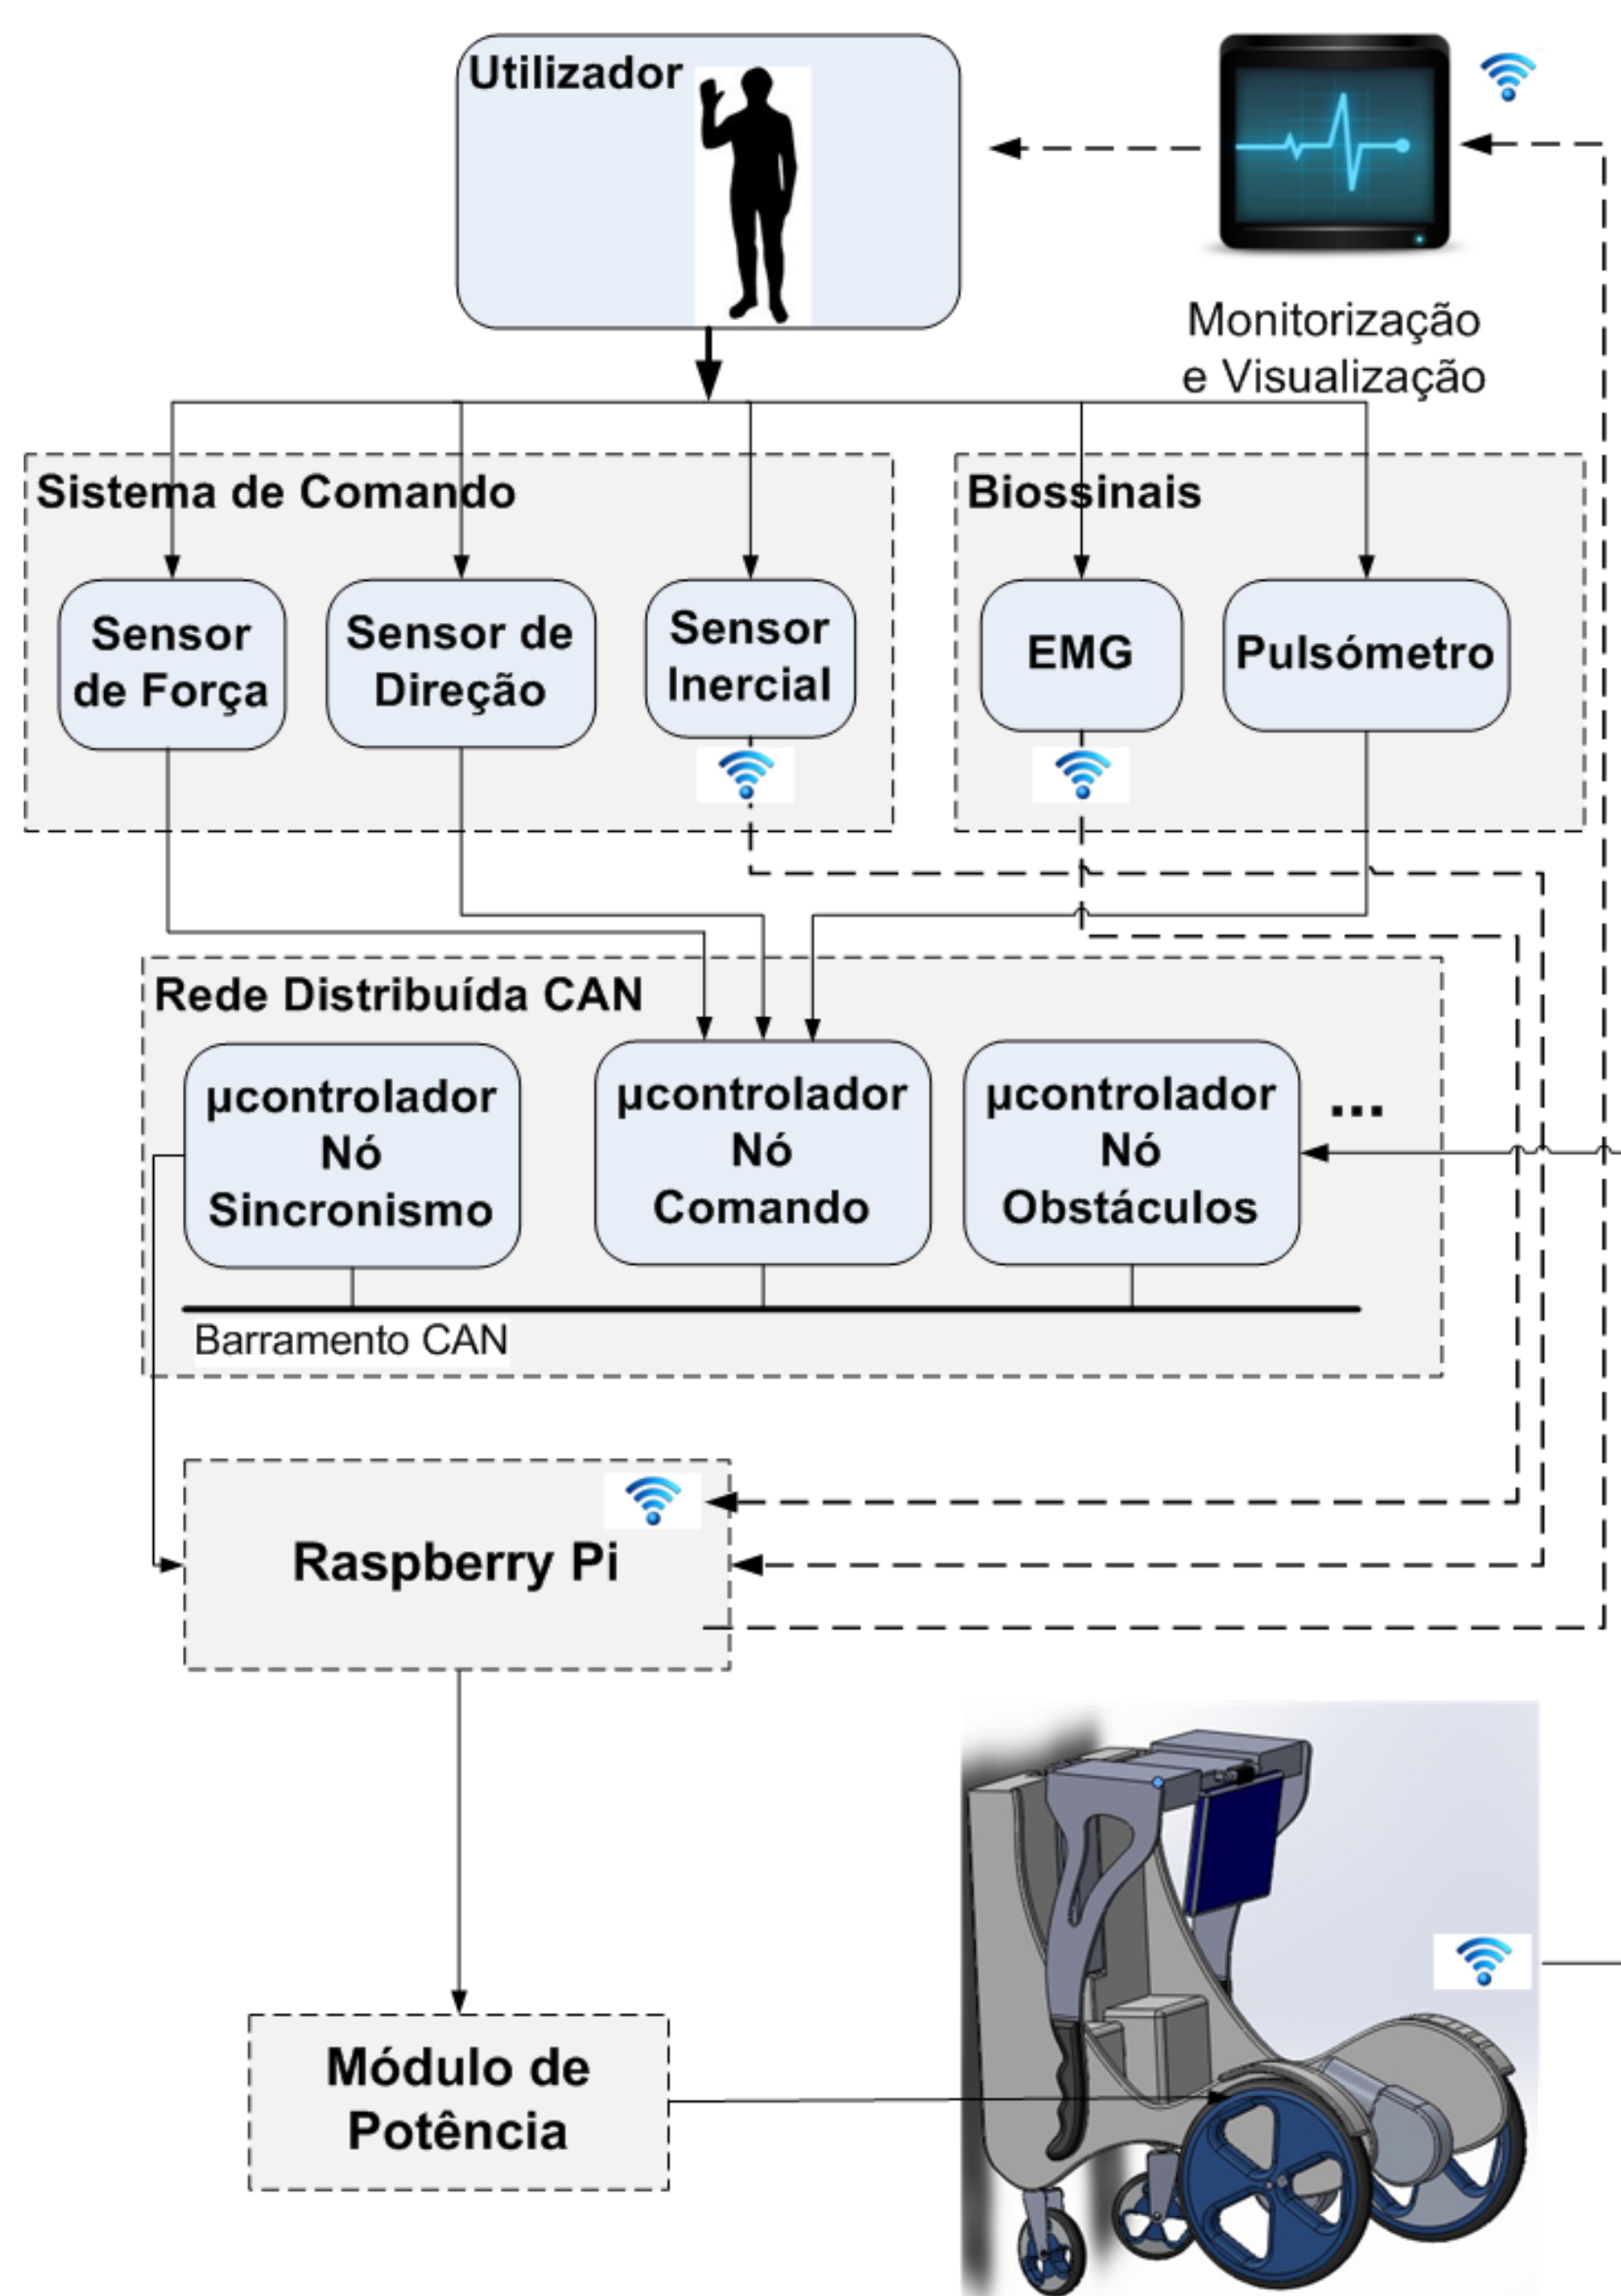 Utilizador
Monitorização
e Visualização
Sistema de Comando
Biossinais
Sensor
de Força
Sensor de
Direção
Sensor
Inercial
EMG
Pulsómetro
Rede Distribuída CAN
µcontrolador
Nó
Sincronismo
µcontrolador
Nó
Comando
µcontrolador
Nó
Obstáculos
...
Barramento CAN
Raspberry Pi
Módulo de
Potência